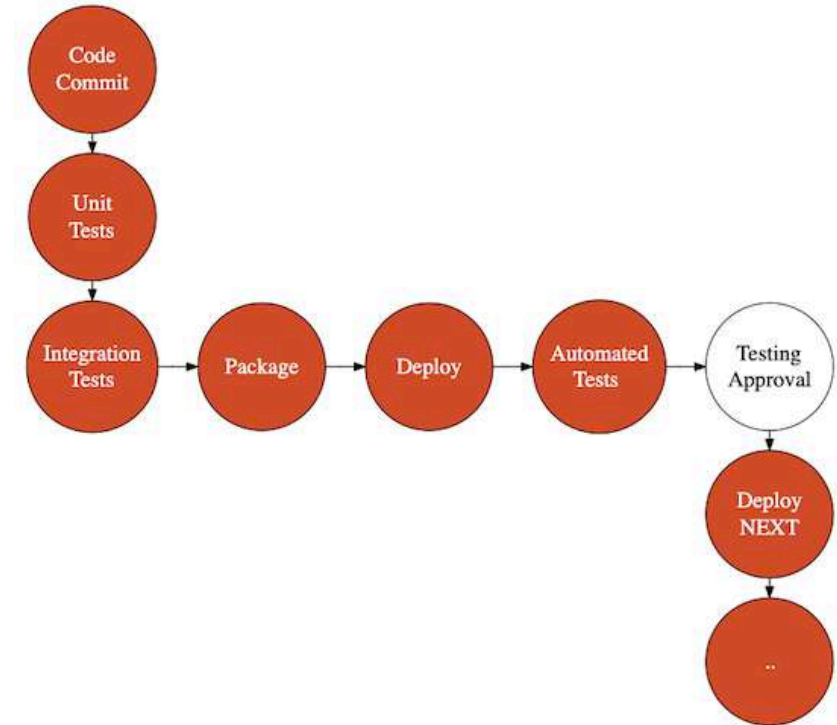 Code
Commit
Unit
Tests
Integration
Tests
Package
Deploy
Automated
Tests
Testing
Approval
Deploy
NEXT
..